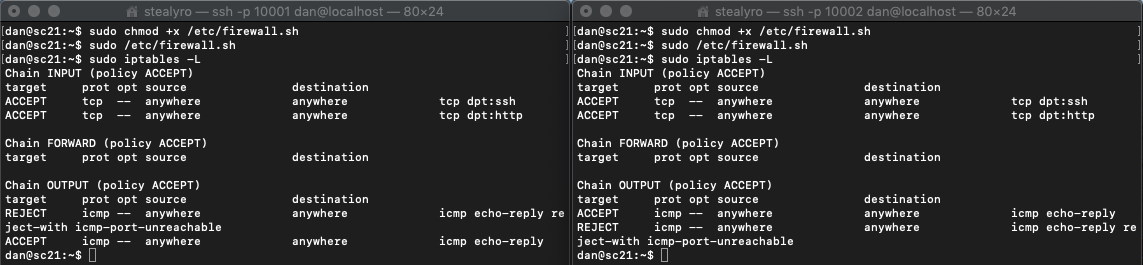 stealyro — ssh -p 10001 dan@localhost — 80×24
[dan@sc21:~$ sudo chmod +x /etc/firewall.sh ]
[dan@sc21:~$ sudo /etc/firewall.sh ]
[dan@sc21:~$ sudo iptables -L ]
Chain INPUT (policy ACCEPT)
target     prot opt source               destination
ACCEPT     tcp  --  anywhere             anywhere             tcp dpt:ssh
ACCEPT     tcp  --  anywhere             anywhere             tcp dpt:http
Chain FORWARD (policy ACCEPT)
target     prot opt source               destination
Chain OUTPUT (policy ACCEPT)
target     prot opt source               destination
REJECT     icmp --  anywhere             anywhere             icmp echo-reply re
ject-with icmp-port-unreachable
ACCEPT     icmp --  anywhere             anywhere             icmp echo-reply
dan@sc21:~$
stealyro — ssh -p 10002 dan@localhost — 80×24
[dan@sc21:~$ sudo chmod +x /etc/firewall.sh ]
[dan@sc21:~$ sudo /etc/firewall.sh ]
[dan@sc21:~$ sudo iptables -L ]
Chain INPUT (policy ACCEPT)
target     prot opt source               destination
ACCEPT     tcp  --  anywhere             anywhere             tcp dpt:ssh
ACCEPT     tcp  --  anywhere             anywhere             tcp dpt:http
Chain FORWARD (policy ACCEPT)
target     prot opt source               destination
Chain OUTPUT (policy ACCEPT)
target     prot opt source               destination
ACCEPT     icmp --  anywhere             anywhere             icmp echo-reply
REJECT     icmp --  anywhere             anywhere             icmp echo-reply re
ject-with icmp-port-unreachable
dan@sc21:~$